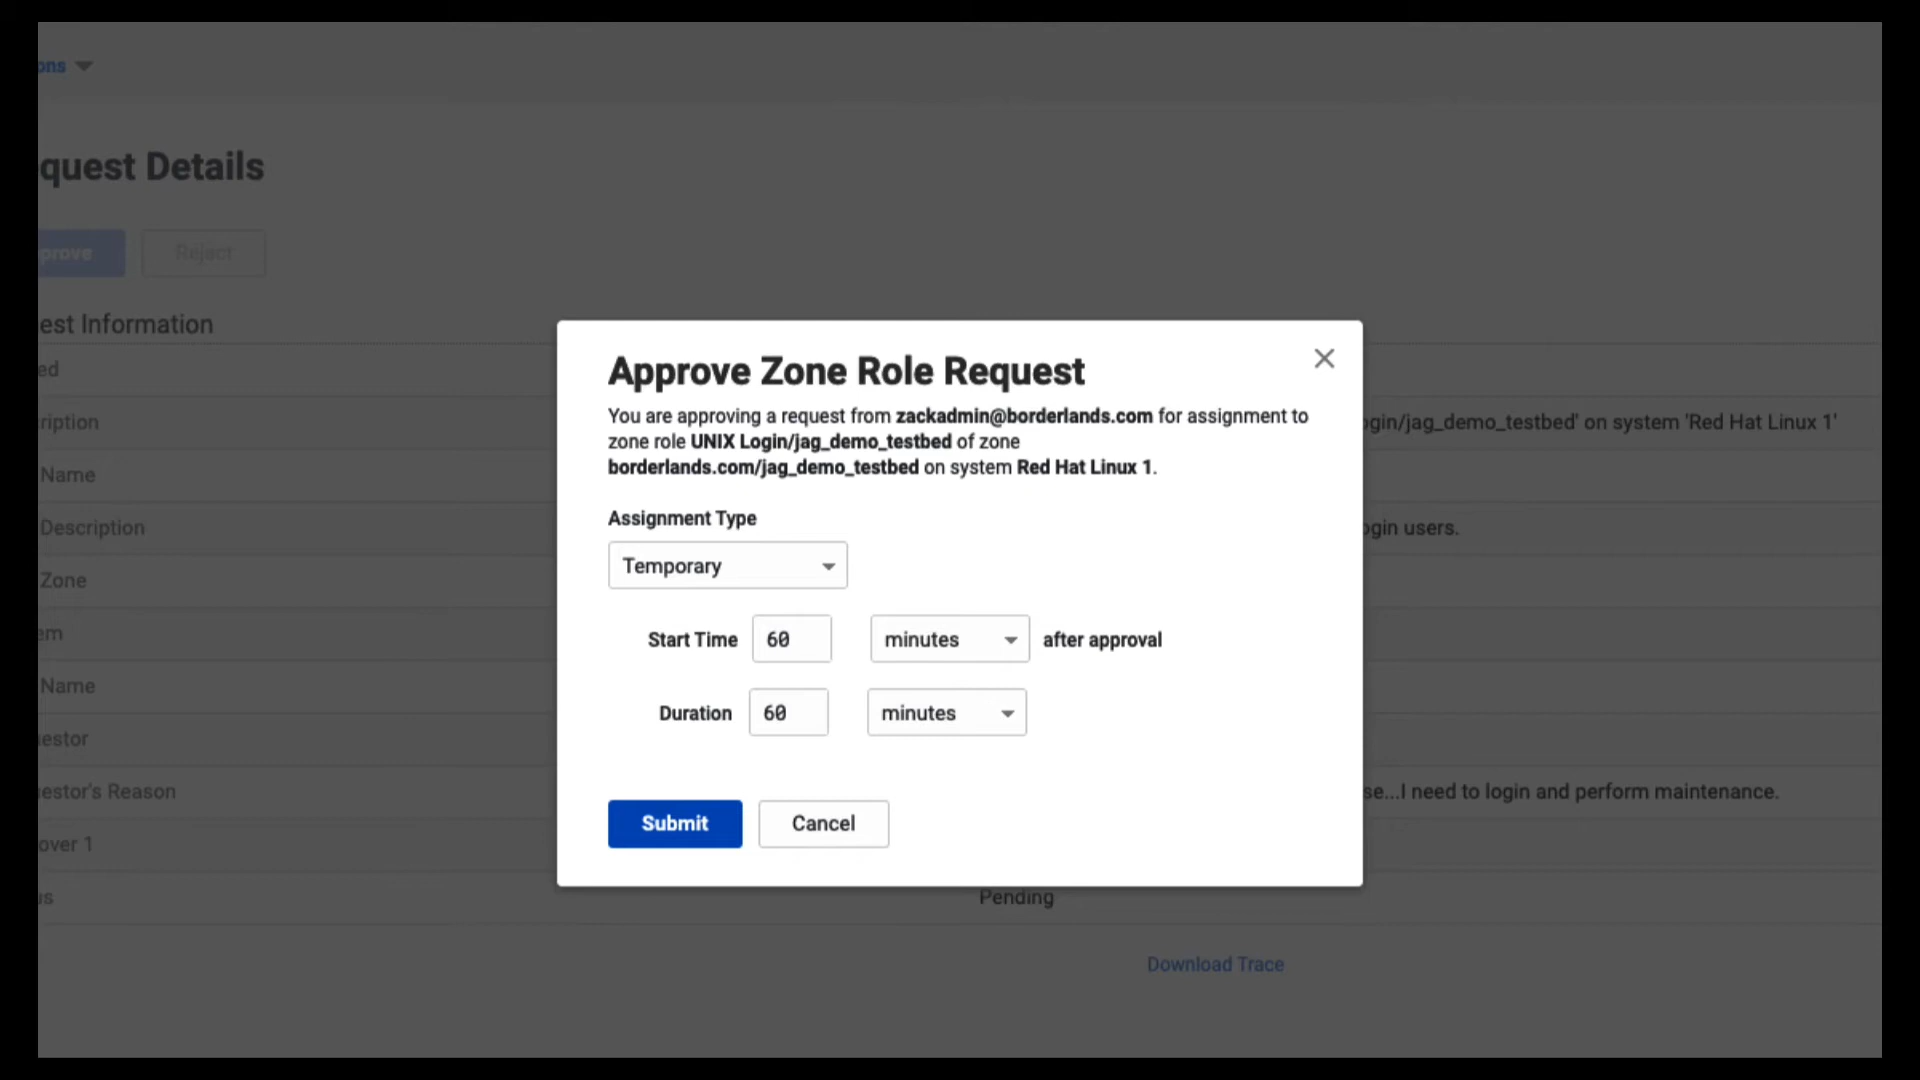 ons
quest Details
prove
Reject
est Information
ed
ription
ogin/jag_demo_testbed' on system 'Red Hat Linux 1'
Name
Description
ogin users.
Zone
em
Name
estor
estor's Reason
se...I need to login and perform maintenance.
over 1
us
Pending
Download Trace
Approve Zone Role Request
You are approving a request from zackadmin@borderlands.com for assignment to
zone role UNIX Login/jag_demo_testbed of zone
borderlands.com/jag_demo_testbed on system Red Hat Linux 1.
Assignment Type
Temporary
Start Time 60 minutes after approval
Duration 60 minutes
Submit Cancel